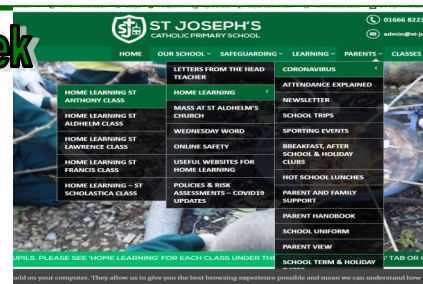 ek
ST JOSEPH'S
CATHOLIC PRIMARY SCHOOL
01666 8223
admin@st-jo
HOME OUR SCHOOL SAFEGUARDING LEARNING PARENTS CLASSES
HOME LEARNING ST ANTHONY CLASS
HOME LEARNING ST ALDHELM CLASS
HOME LEARNING ST LAWRENCE CLASS
HOME LEARNING ST FRANCIS CLASS
HOME LEARNING – ST SCHOLASTICA CLASS
LETTERS FROM THE HEAD TEACHER
HOME LEARNING
MASS AT ST ALDHELM'S CHURCH
WEDNESDAY WORD
ONLINE SAFETY
USEFUL WEBSITES FOR HOME LEARNING
POLICIES & RISK ASSESSMENTS – COVID19 UPDATES
CORONAVIRUS
ATTENDANCE EXPLAINED
NEWSLETTER
SCHOOL TRIPS
SPORTING EVENTS
BREAKFAST, AFTER SCHOOL & HOLIDAY CLUBS
HOT SCHOOL LUNCHES
PARENT AND FAMILY SUPPORT
PARENT HANDBOOK
SCHOOL UNIFORM
PARENT VIEW
SCHOOL TERM & HOLIDAY
UPILS. PLEASE SEE 'HOME LEARNING' FOR EACH CLASS UNDER TH ' TAB OR
held on your computer. They allow us to give you the best browsing experience possible and mean we can understand how